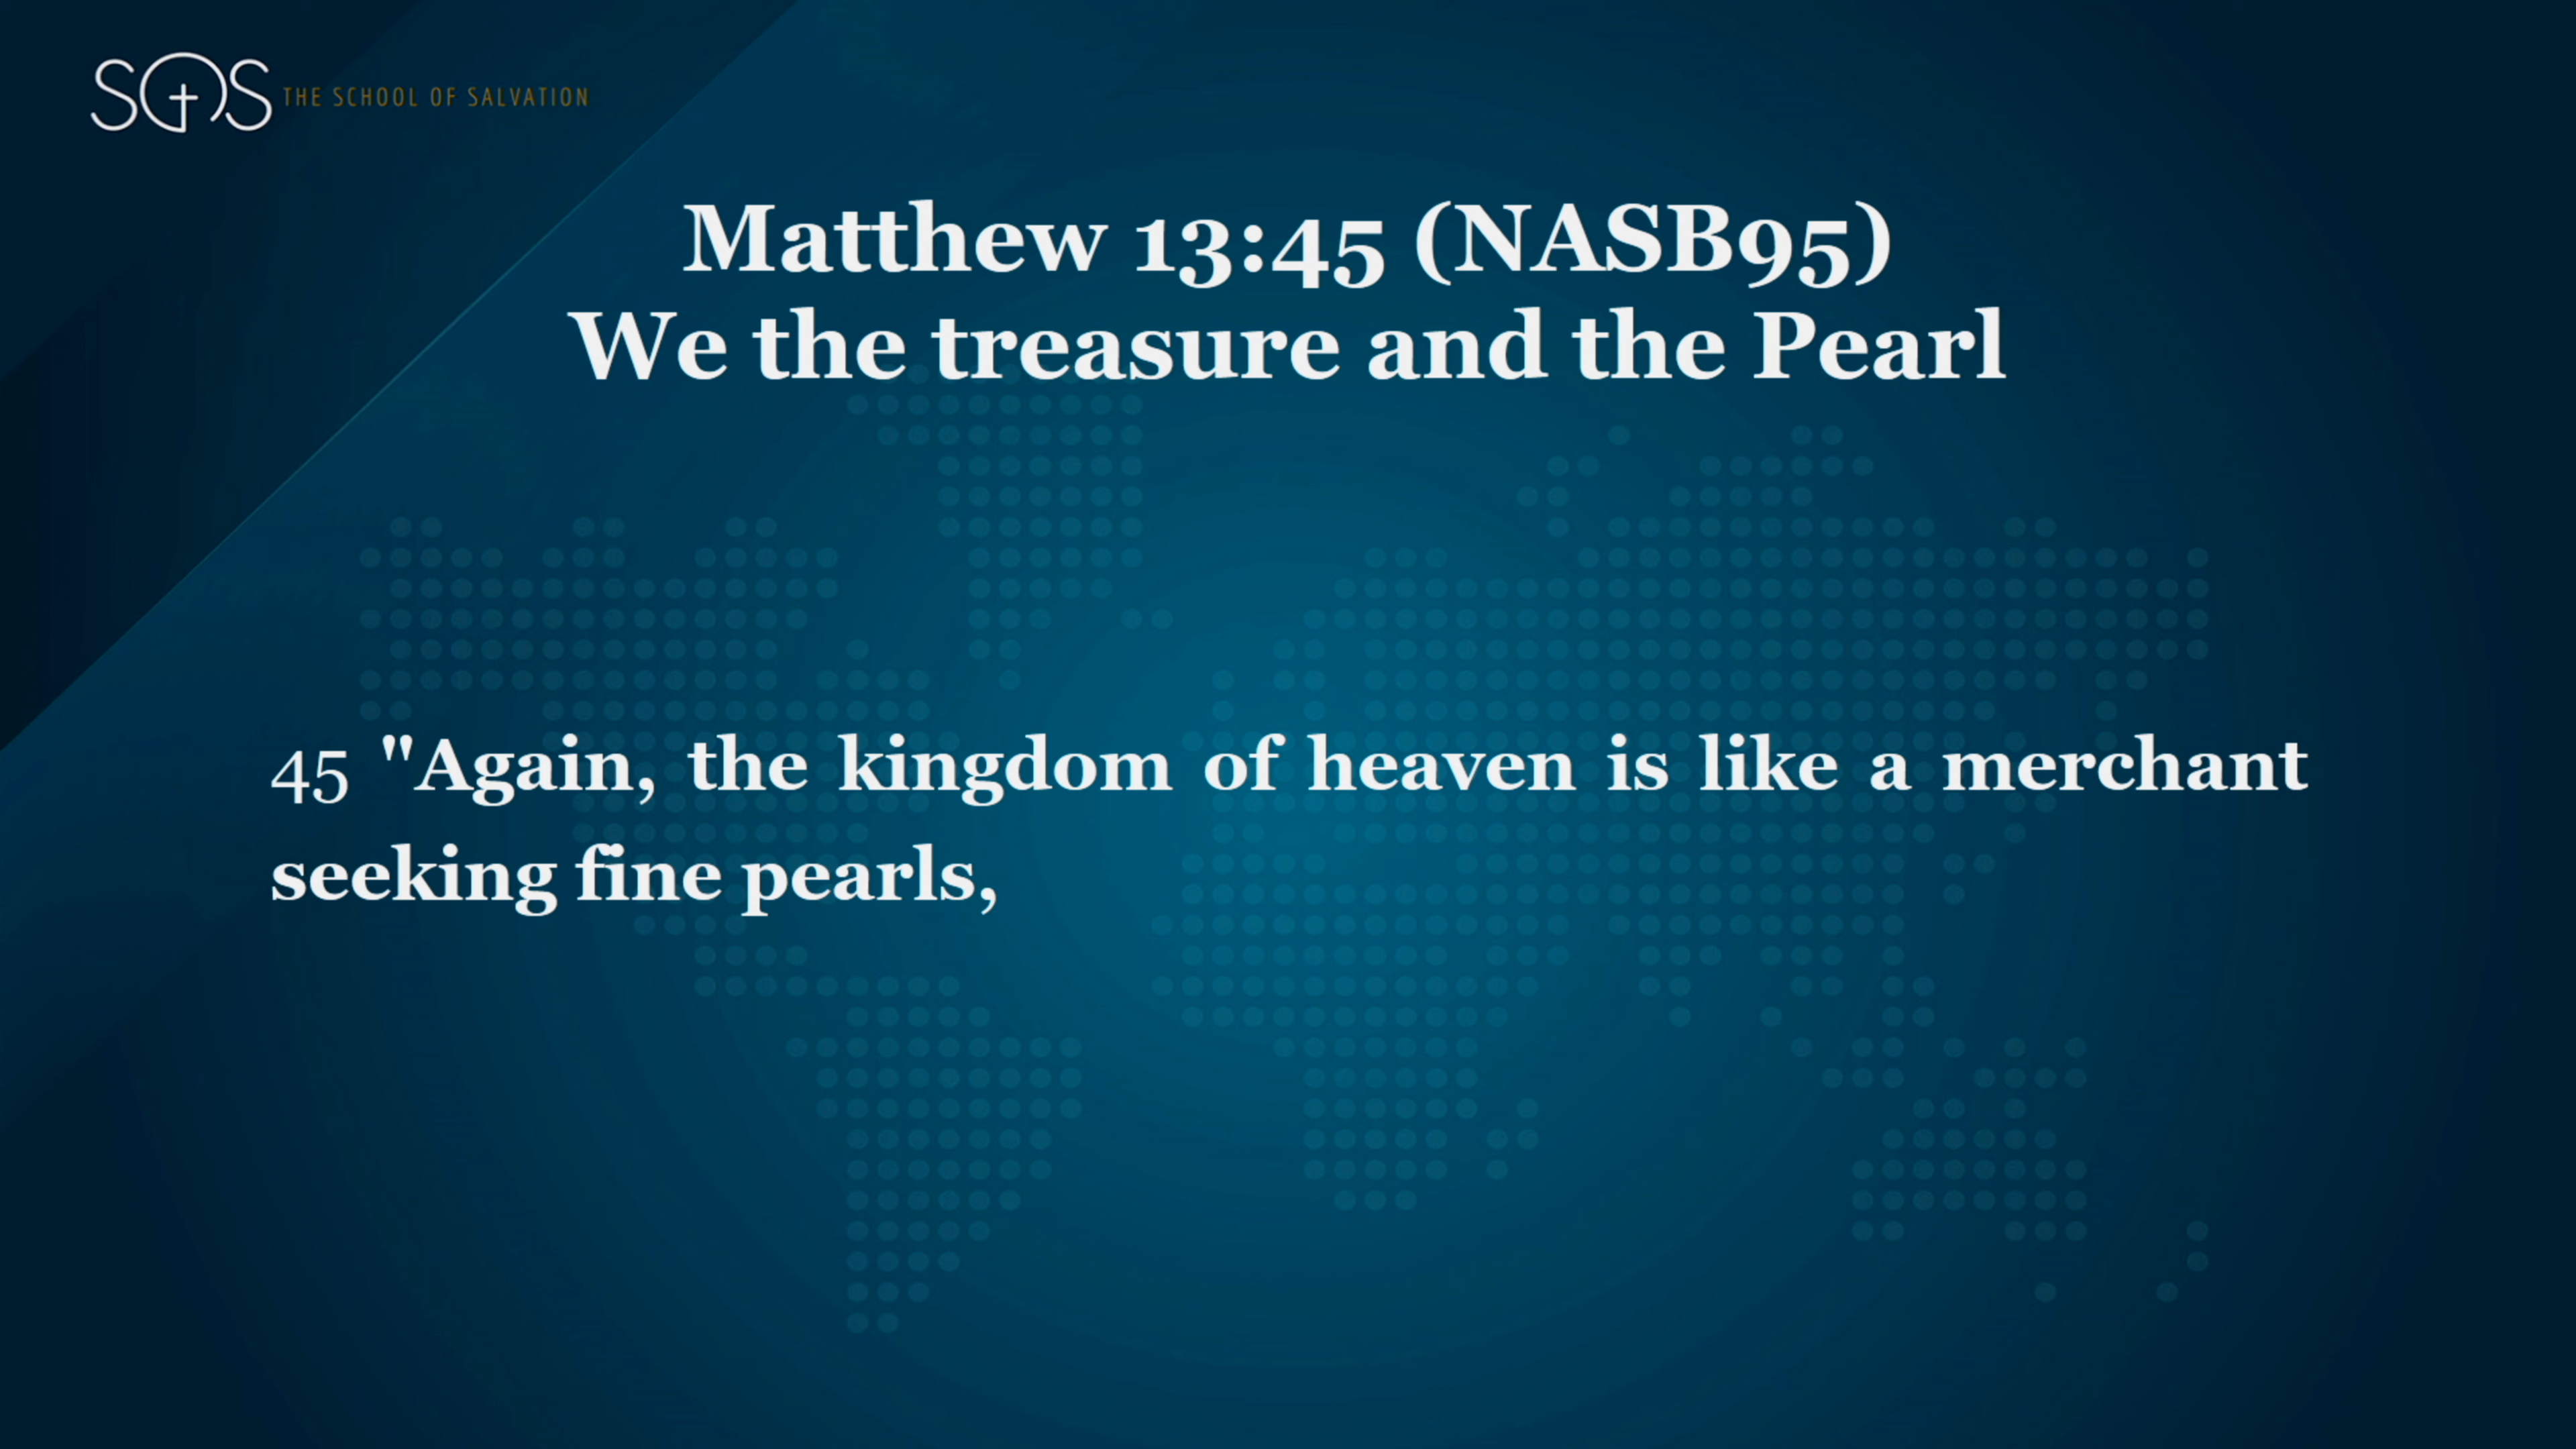 SOS THE SCHOOL OF SALVATION
Matthew 13:45 (NASB95)
We the treasure and the Pearl
45 "Again, the kingdom of heaven is like a merchant
seeking fine pearls,